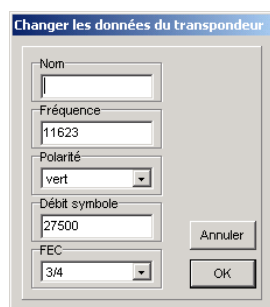 Changer les données du transpondeur
Nom
Fréquence
11623
Polarité
vert
Débit symbole
27500
Annuler
FEC
3/4
OK